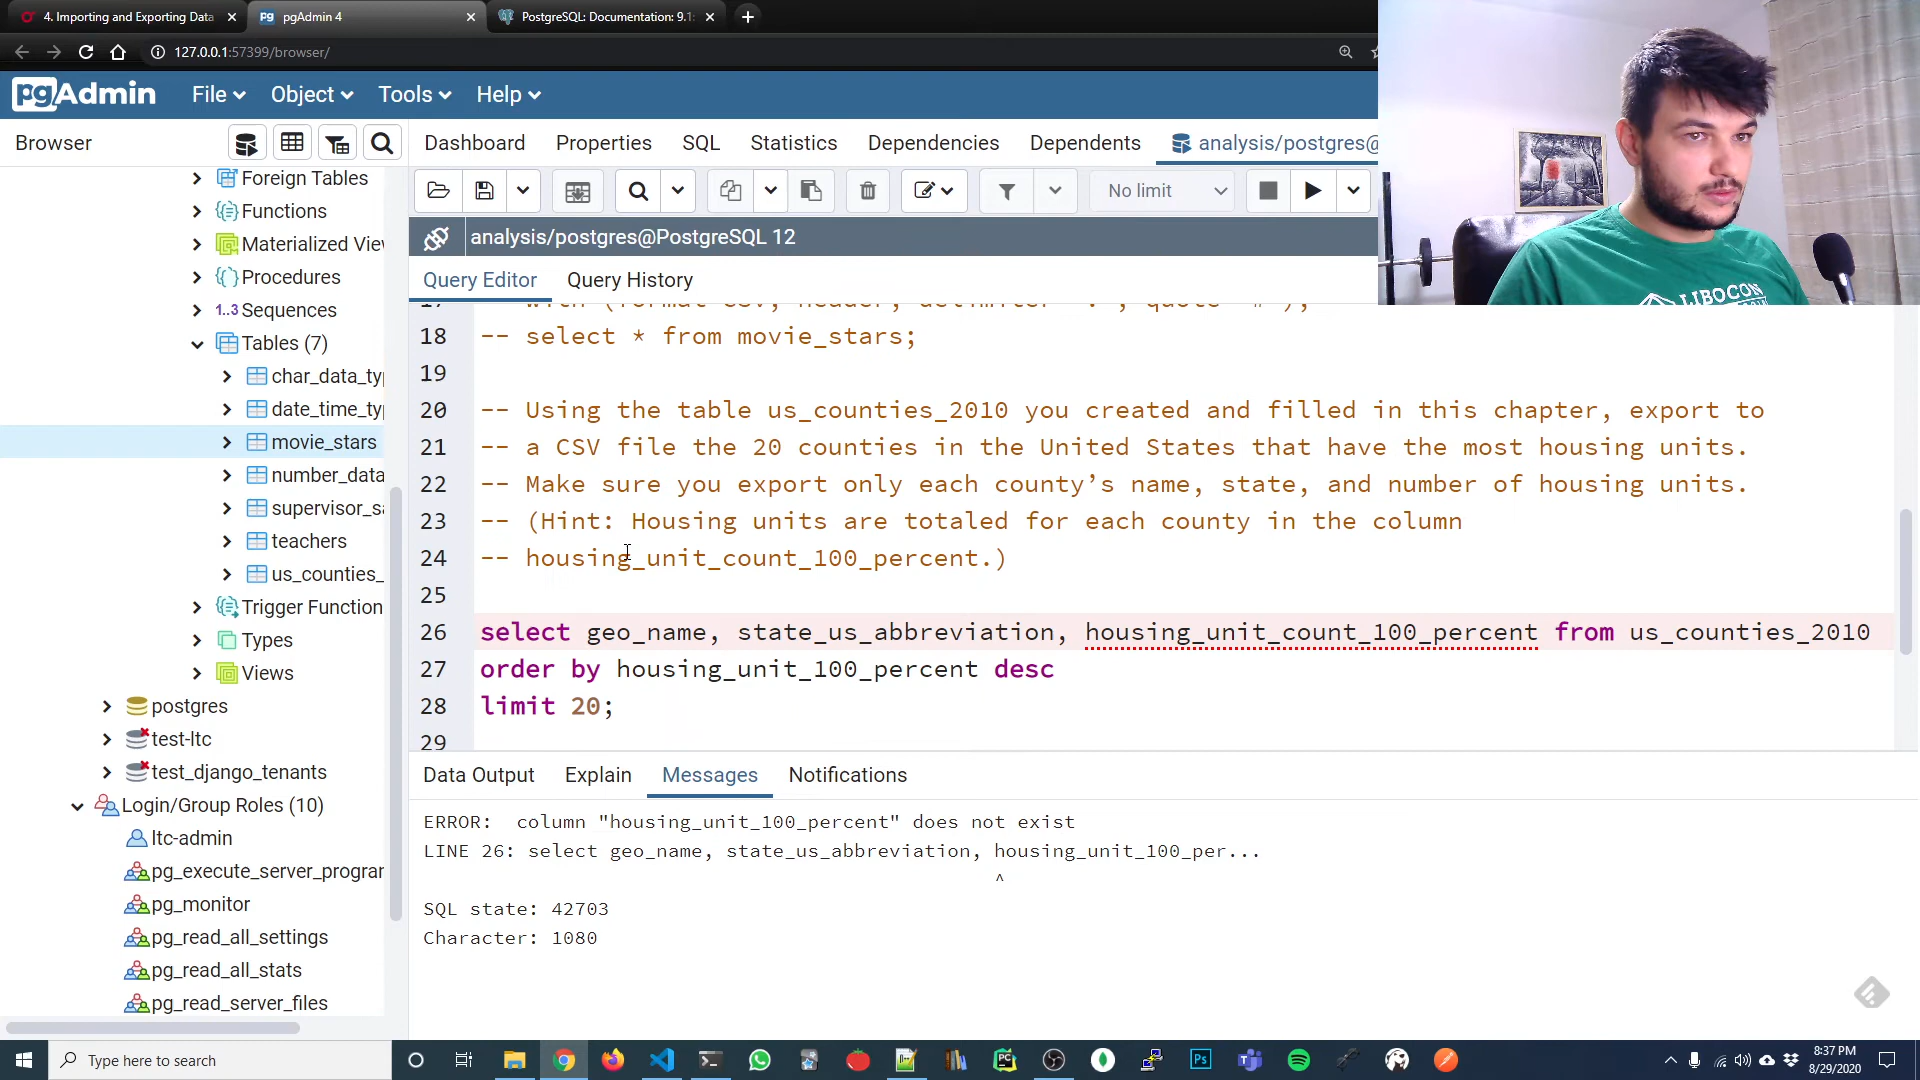 4. Importing and Exporting Data
pgAdmin 4
PostgreSQL: Documentation: 9.1:
127.0.0.1:57399/browser/
pgAdmin
File
Object
Tools
Help
Browser
Dashboard
Properties
SQL
Statistics
Dependencies
Dependents
analysis/postgres@
No limit
analysis/postgres@PostgreSQL 12
Query Editor
Query History
Foreign Tables
Functions
Materialized Vie
Procedures
1..3 Sequences
Tables (7)
char_data_typ
date_time_typ
movie_stars
number_data
supervisor_sa
teachers
us_counties_
Trigger Function
Types
Views
postgres
test-ltc
test_django_tenants
Login/Group Roles (10)
ltc-admin
pg_execute_server_program
pg_monitor
pg_read_all_settings
pg_read_all_stats
pg_read_server_files
18 -- select * from movie_stars;
19
20 -- Using the table us_counties_2010 you created and filled in this chapter, export to
21 -- a CSV file the 20 counties in the United States that have the most housing units.
22 -- Make sure you export only each county’s name, state, and number of housing units.
23 -- (Hint: Housing units are totaled for each county in the column
24 -- housing_unit_count_100_percent.)
25
26 select geo_name, state_us_abbreviation, housing_unit_count_100_percent from us_counties_2010
27 order by housing_unit_100_percent desc
28 limit 20;
29
Data Output
Explain
Messages
Notifications
ERROR: column "housing_unit_100_percent" does not exist
LINE 26: select geo_name, state_us_abbreviation, housing_unit_100_per...
^
SQL state: 42703
Character: 1080
LIBOCON
Type here to search
8:37 PM
8/29/2020